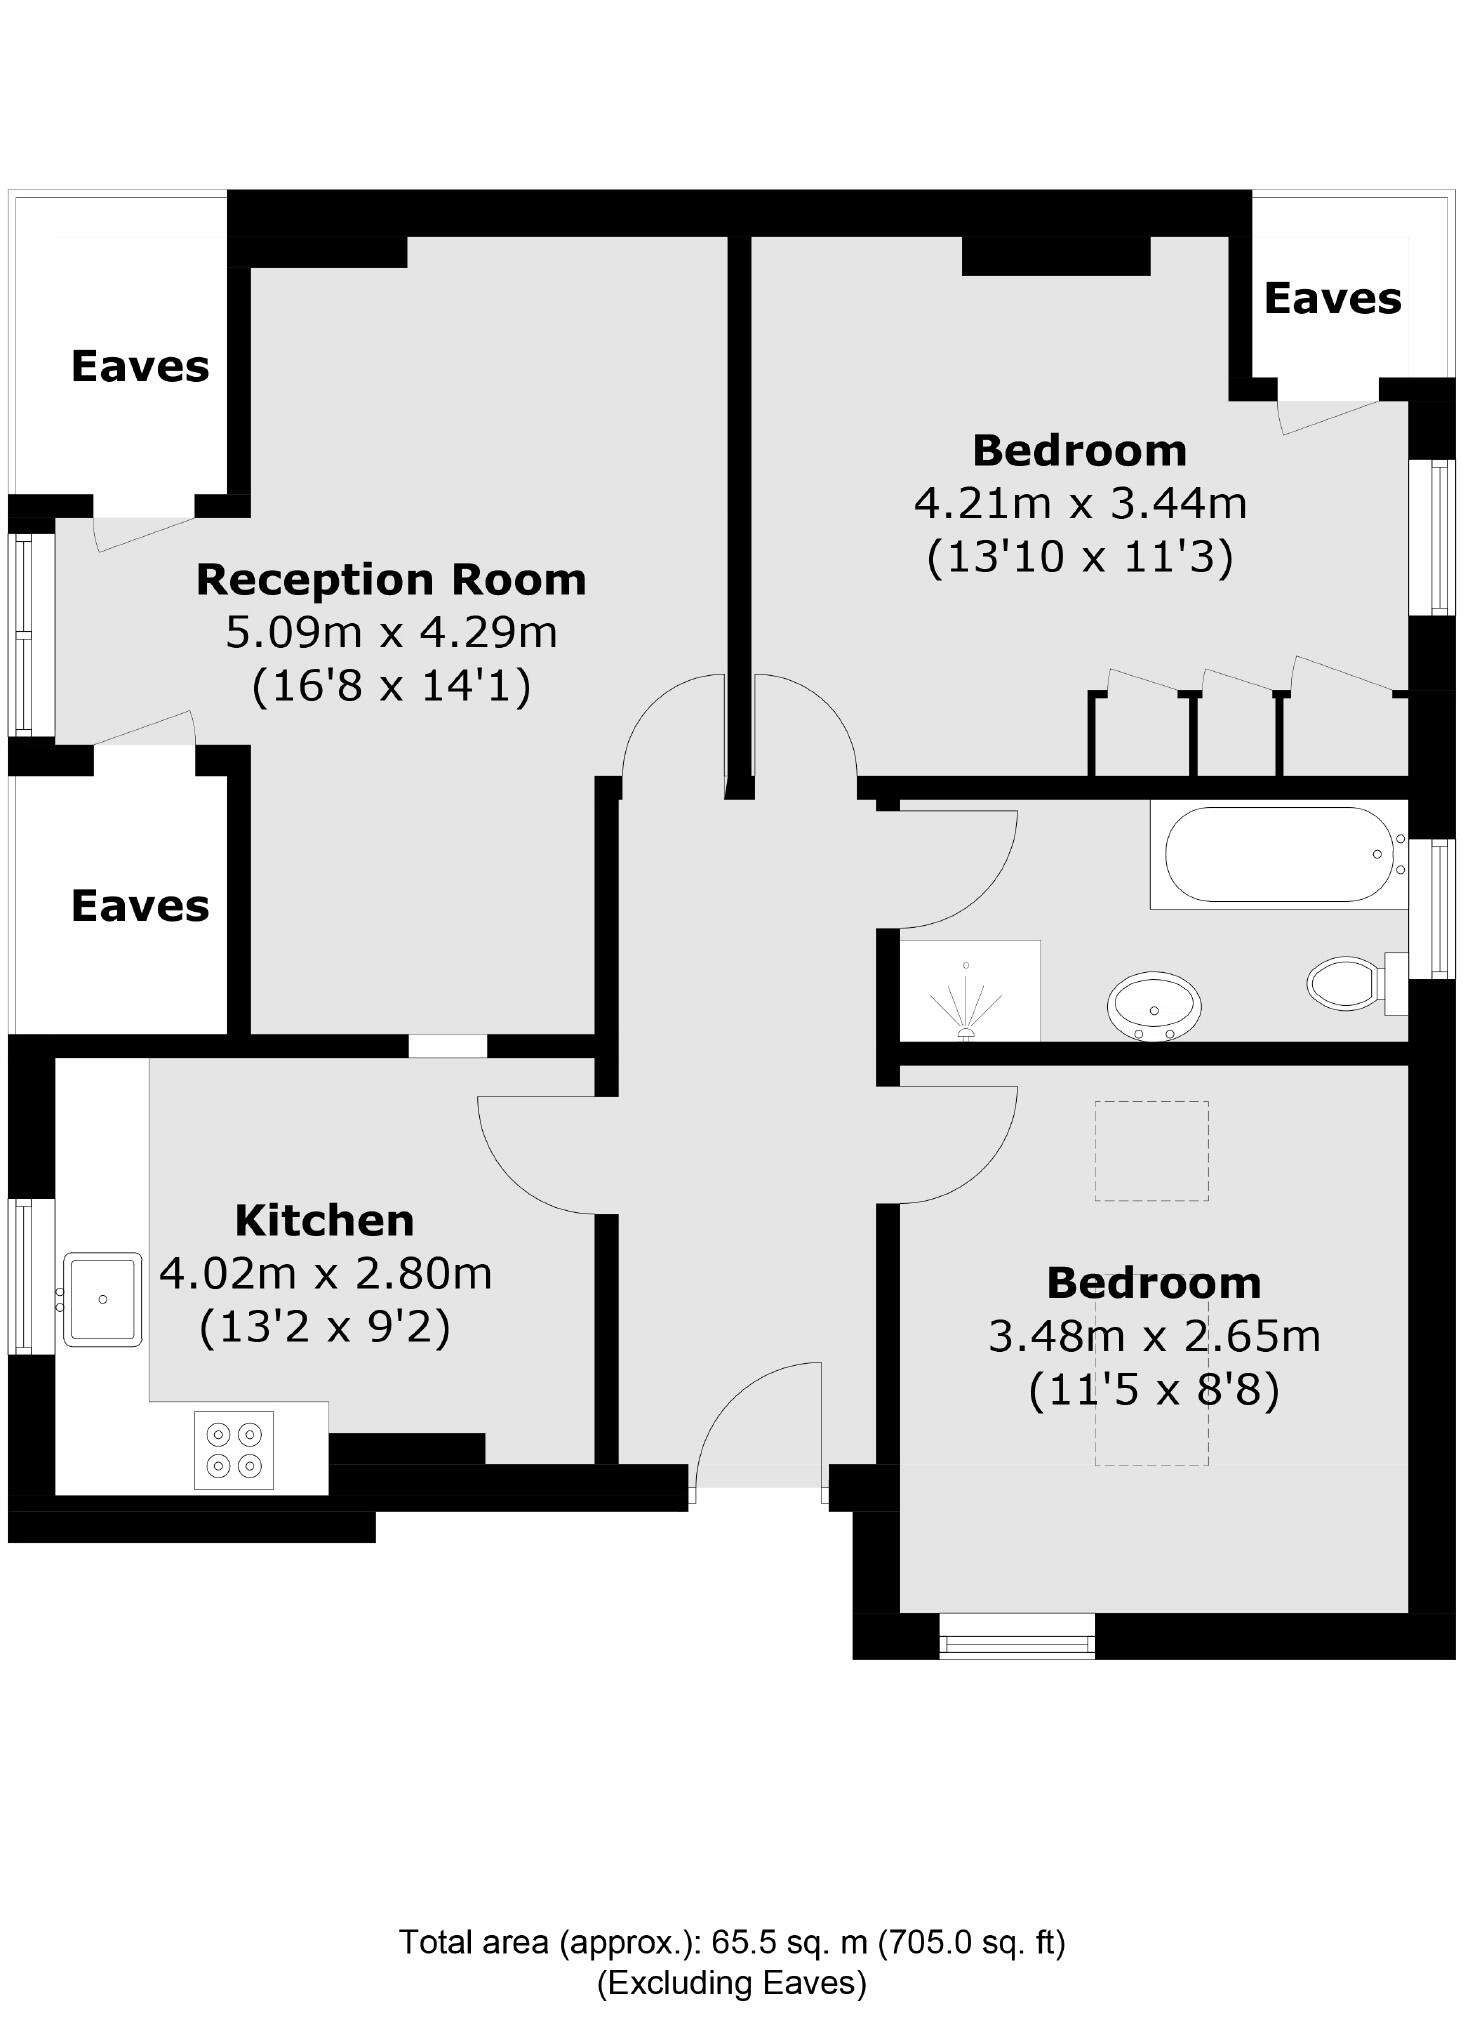 Eaves
Eaves
Bedroom
4.21m x 3.44m
(13'10 x 11'3)
Reception Room
5.09m x 4.29m
(16'8 x 14'1)
Eaves
Kitchen
4.02m x 2.80m
(13'2 x 9'2)
Bedroom
3.48m x 2.65m
(11'5 x 8'8)
Total area (approx.): 65.5 sq. m (705.0 sq. ft)
(Excluding Eaves)